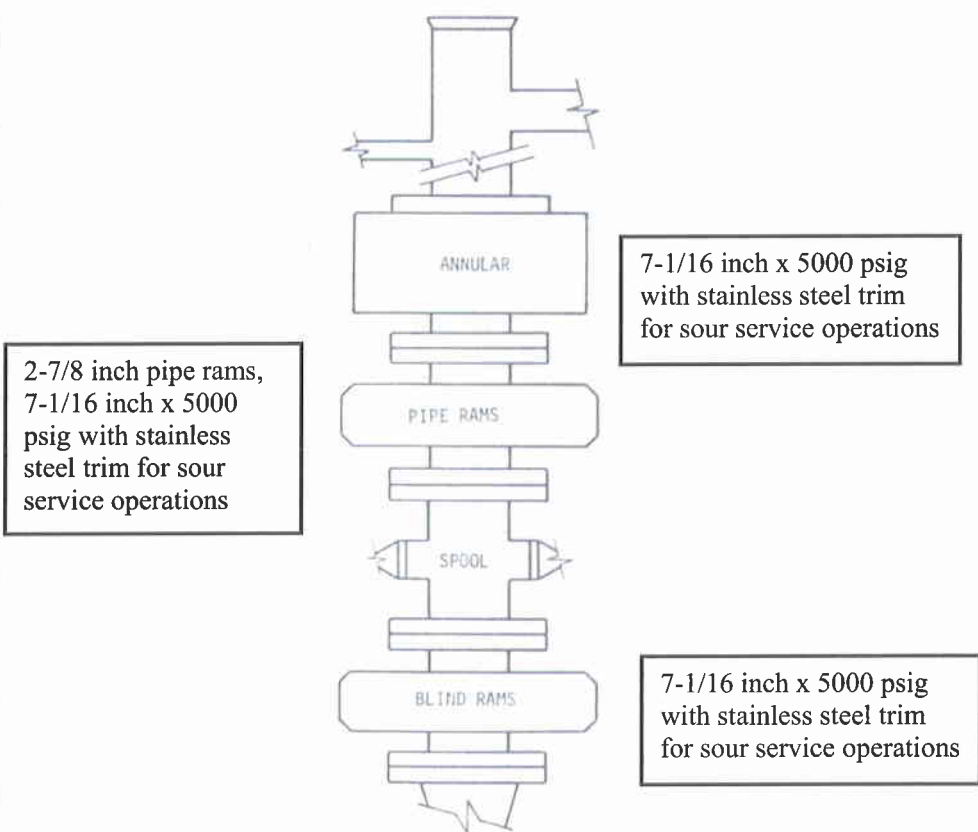 ANNULAR
7-1/16 inch x 5000 psig
with stainless steel trim
for sour service operations
2-7/8 inch pipe rams,
7-1/16 inch x 5000
psig with stainless
steel trim for sour
service operations
PIPE RAMS
SPOOL
BLIND RAMS
7-1/16 inch x 5000 psig
with stainless steel trim
for sour service operations